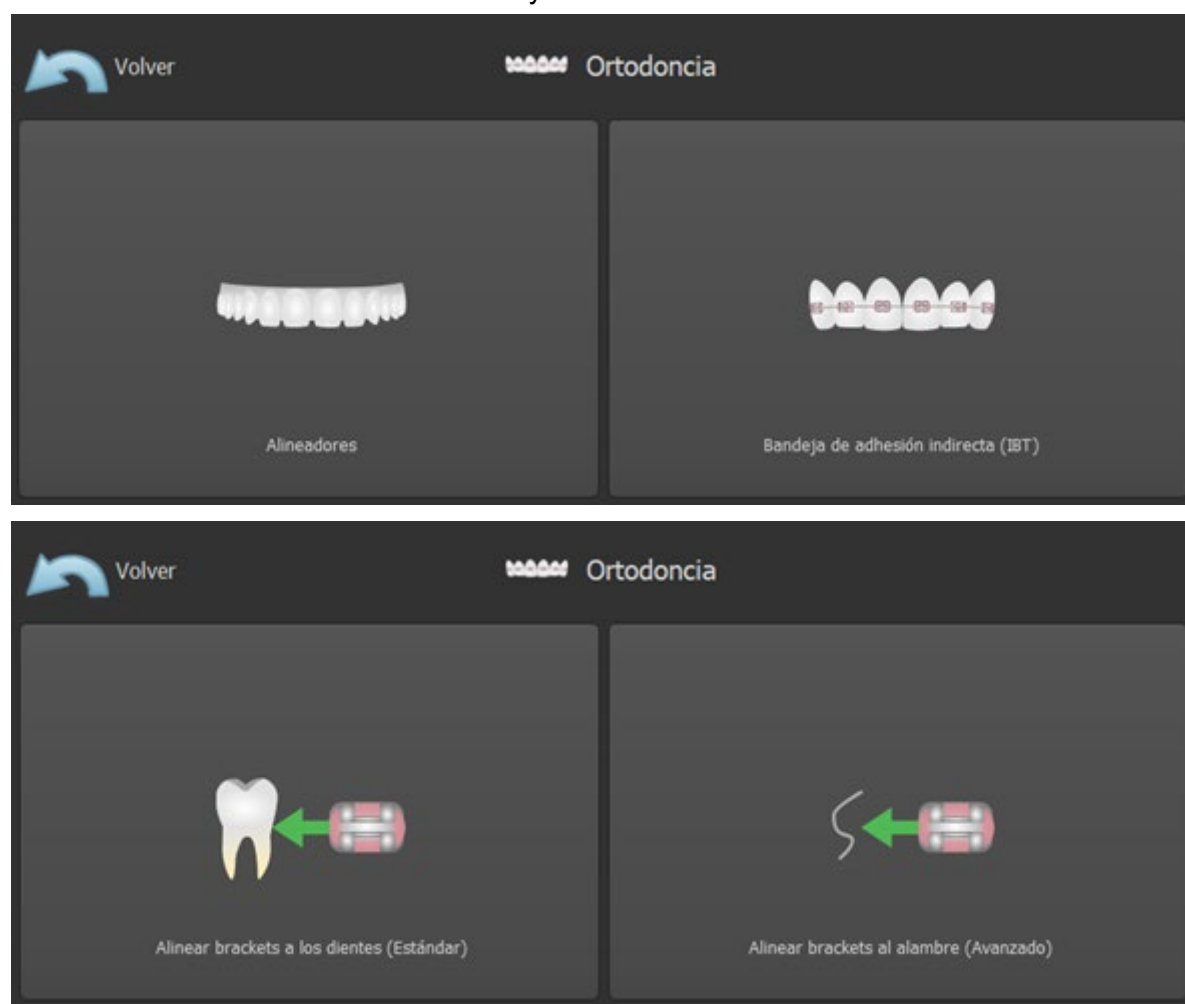 Volver
Ortodoncia
Alineadores
Bandeja de adhesión indirecta (IBT)
Volver
Ortodoncia
Alinear brackets a los dientes (Estándar)
Alinear brackets al alambre (Avanzado)